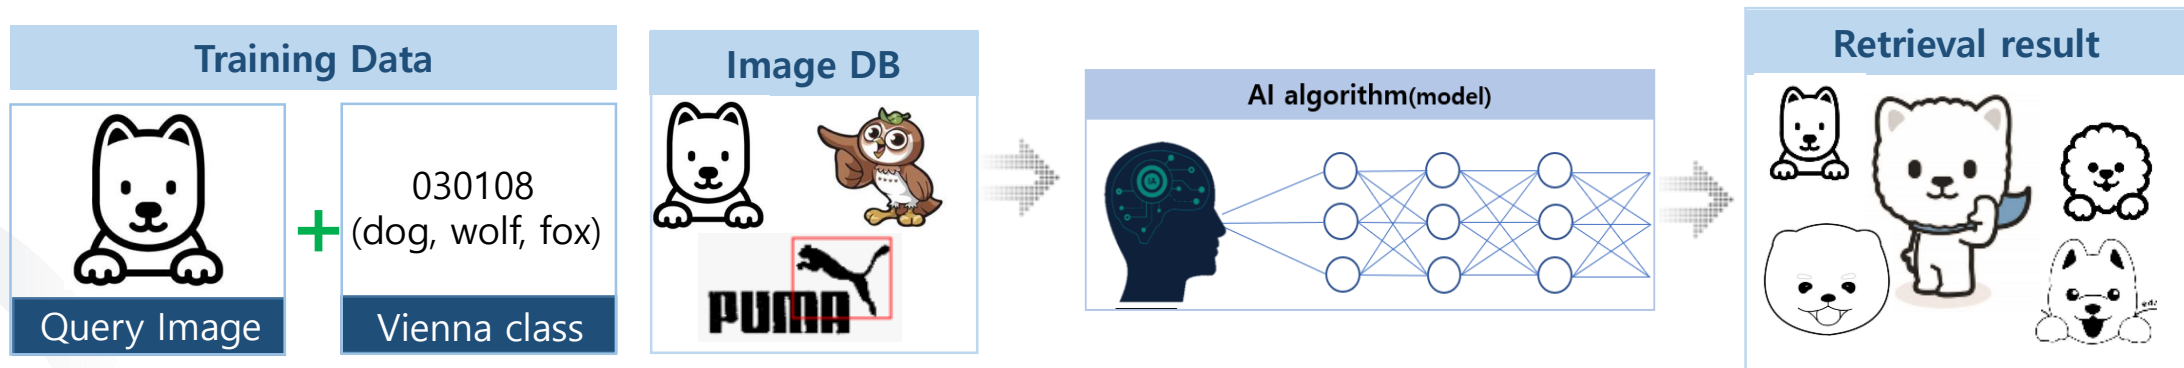 Training Data
Query Image
+
030108
(dog, wolf, fox)
Vienna class
Image DB
PUMA
AI algorithm(model)
Retrieval result